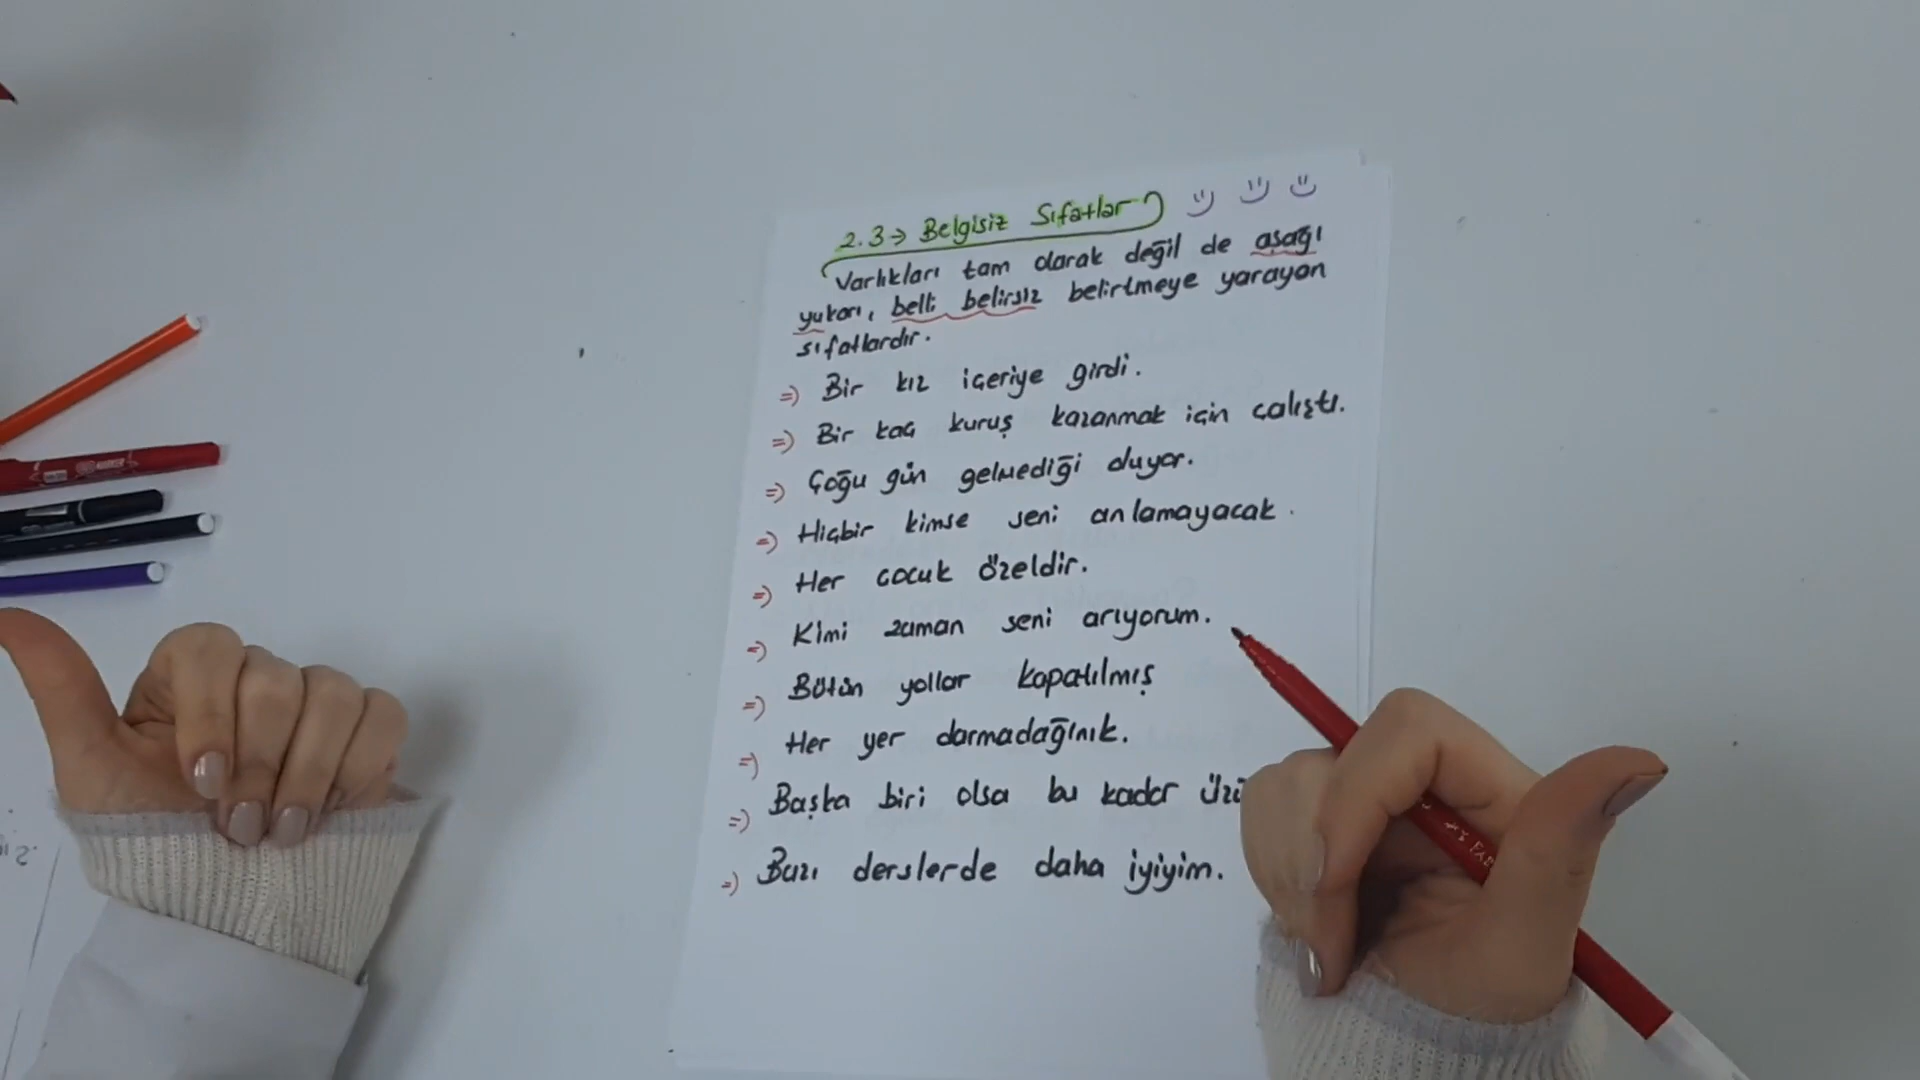 2.3→ Belgisiz Sıfatlar
Varlıkları tam olarak değil de aşağı
yukarı, belli belirsiz belirtmeye yarayan
sıfatlardır.
=) Bir kız içeriye girdi.
=) Bir kaç kuruş kazanmak için çalıştı.
=) Çoğu gün gelmediği oluyor.
=) Hiçbir kimse seni anlamayacak.
=) Her çocuk özeldir.
=) Kimi zaman seni arıyorum.
=) Bütün yollar kapatılmış
=) Her yer darmadağınık.
=) Başka biri olsa bu kadar
=) Bazı derslerde daha iyiyim.